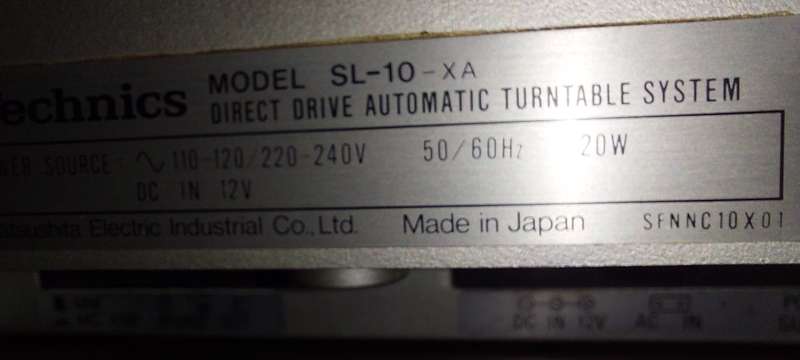 Technics MODEL SL-10-XA
DIRECT DRIVE AUTOMATIC TURNTABLE SYSTEM
SOURCE: ∿ 110-120/220-240V 50/60Hz 20W
DC IN 12V
Electric Industrial Co., Ltd. Made in Japan SFNNC10X01
DC IN 12V AC IN